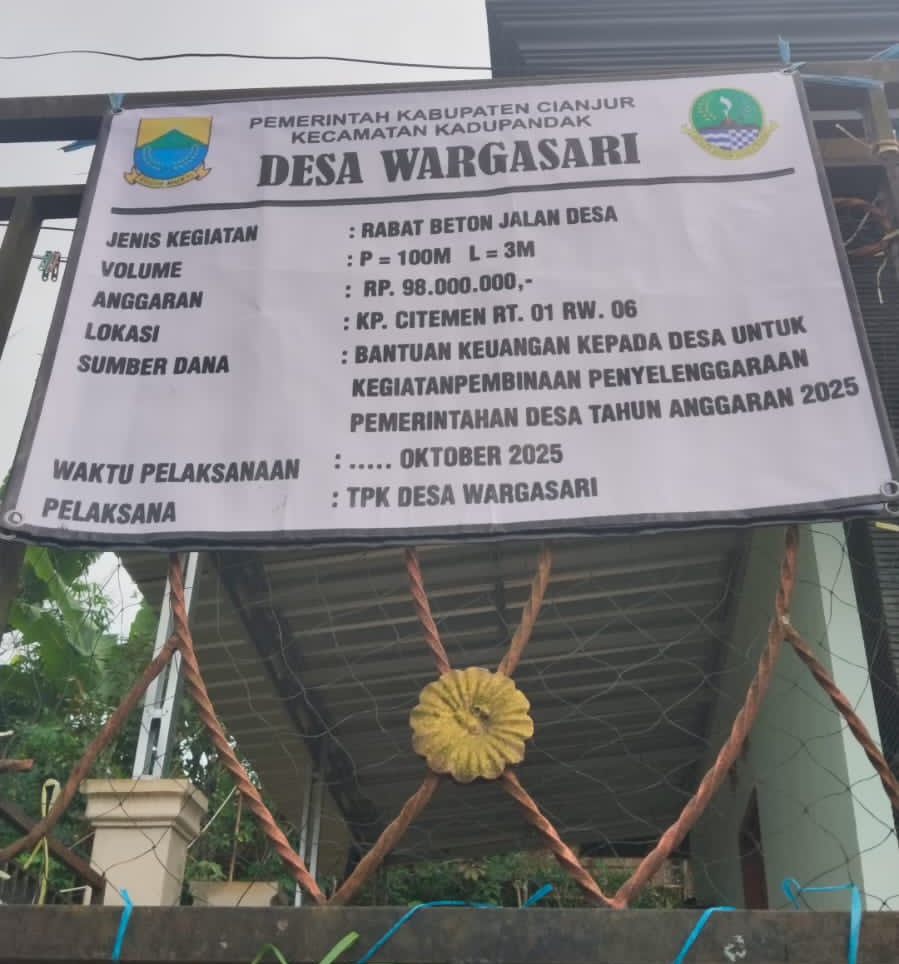 PEMERINTAH KABUPATEN CIANJUR
KECAMATAN KADUPANDAK
DESA WARGASARI
JENIS KEGIATAN : RABAT BETON JALAN DESA
VOLUME : P = 100M L = 3M
ANGGARAN : RP. 98.000.000,-
LOKASI : KP. CITEMEN RT. 01 RW. 06
SUMBER DANA : BANTUAN KEUANGAN KEPADA DESA UNTUK
KEGIATANPEMBINAAN PENYELENGGARAAN
PEMERINTAHAN DESA TAHUN ANGGARAN 2025
WAKTU PELAKSANAAN : ..... OKTOBER 2025
PELAKSANA : TPK DESA WARGASARI